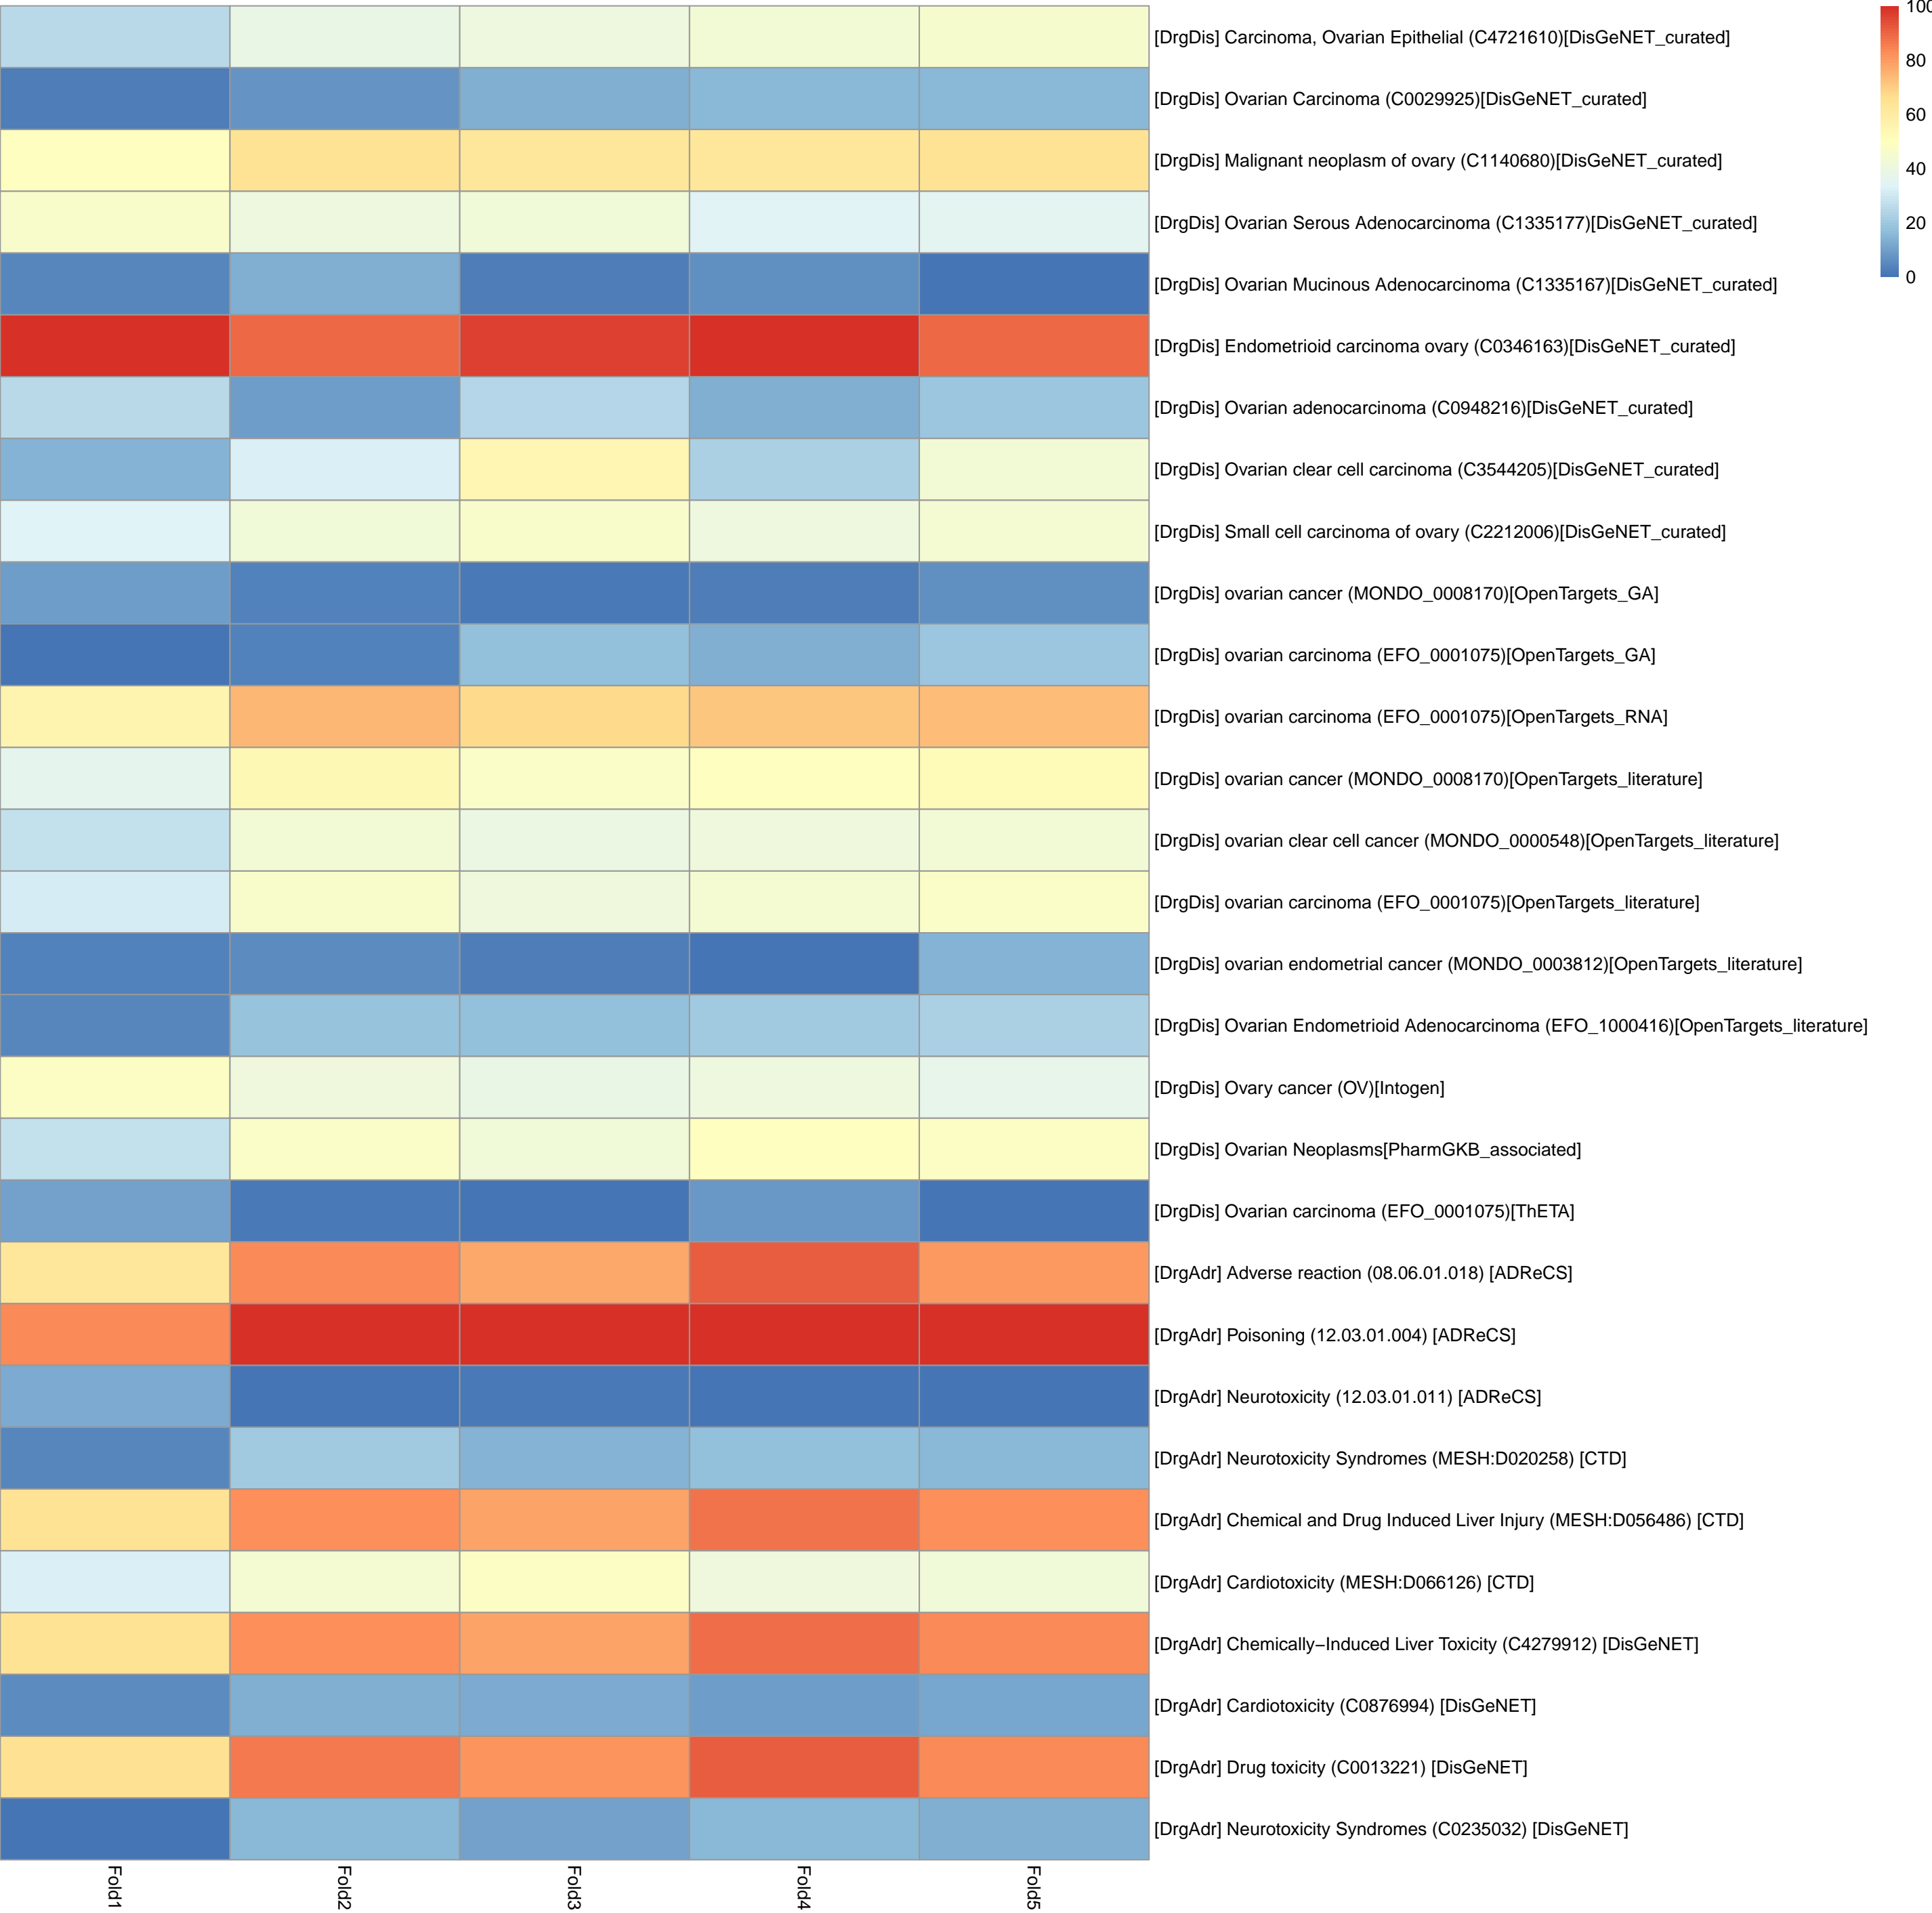 [DrgDis] Carcinoma, Ovarian Epithelial (C4721610)[DisGeNET_curated]
[DrgDis] Ovarian Carcinoma (C0029925)[DisGeNET_curated]
[DrgDis] Malignant neoplasm of ovary (C1140680)[DisGeNET_curated]
[DrgDis] Ovarian Serous Adenocarcinoma (C1335177)[DisGeNET_curated]
[DrgDis] Ovarian Mucinous Adenocarcinoma (C1335167)[DisGeNET_curated]
[DrgDis] Endometrioid carcinoma ovary (C0346163)[DisGeNET_curated]
[DrgDis] Ovarian adenocarcinoma (C0948216)[DisGeNET_curated]
[DrgDis] Ovarian clear cell carcinoma (C3544205)[DisGeNET_curated]
[DrgDis] Small cell carcinoma of ovary (C2212006)[DisGeNET_curated]
[DrgDis] ovarian cancer (MONDO_0008170)[OpenTargets_GA]
[DrgDis] ovarian carcinoma (EFO_0001075)[OpenTargets_GA]
[DrgDis] ovarian carcinoma (EFO_0001075)[OpenTargets_RNA]
[DrgDis] ovarian cancer (MONDO_0008170)[OpenTargets_literature]
[DrgDis] ovarian clear cell cancer (MONDO_0000548)[OpenTargets_literature]
[DrgDis] ovarian carcinoma (EFO_0001075)[OpenTargets_literature]
[DrgDis] ovarian endometrial cancer (MONDO_0003812)[OpenTargets_literature]
[DrgDis] Ovarian Endometrioid Adenocarcinoma (EFO_1000416)[OpenTargets_literature]
[DrgDis] Ovary cancer (OV)[Intogen]
[DrgDis] Ovarian Neoplasms[PharmGKB_associated]
[DrgDis] Ovarian carcinoma (EFO_0001075)[ThETA]
[DrgAdr] Adverse reaction (08.06.01.018) [ADReCS]
[DrgAdr] Poisoning (12.03.01.004) [ADReCS]
[DrgAdr] Neurotoxicity (12.03.01.011) [ADReCS]
[DrgAdr] Neurotoxicity Syndromes (MESH:D020258) [CTD]
[DrgAdr] Chemical and Drug Induced Liver Injury (MESH:D056486) [CTD]
[DrgAdr] Cardiotoxicity (MESH:D066126) [CTD]
[DrgAdr] Chemically−Induced Liver Toxicity (C4279912) [DisGeNET]
[DrgAdr] Cardiotoxicity (C0876994) [DisGeNET]
[DrgAdr] Drug toxicity (C0013221) [DisGeNET]
[DrgAdr] Neurotoxicity Syndromes (C0235032) [DisGeNET]
Fold1
Fold2
Fold3
Fold4
Fold5
100
80
60
40
20
0